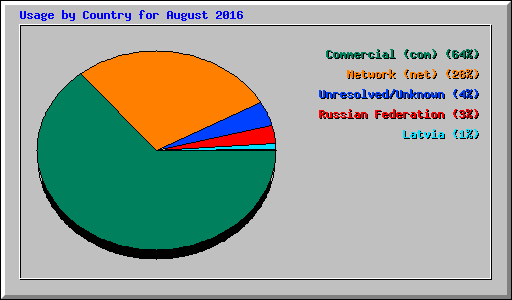 Usage by Country for August 2016
Commercial (com) (64%)
Network (net) (28%)
Unresolved/Unknown (4%)
Russian Federation (3%)
Latvia (1%)